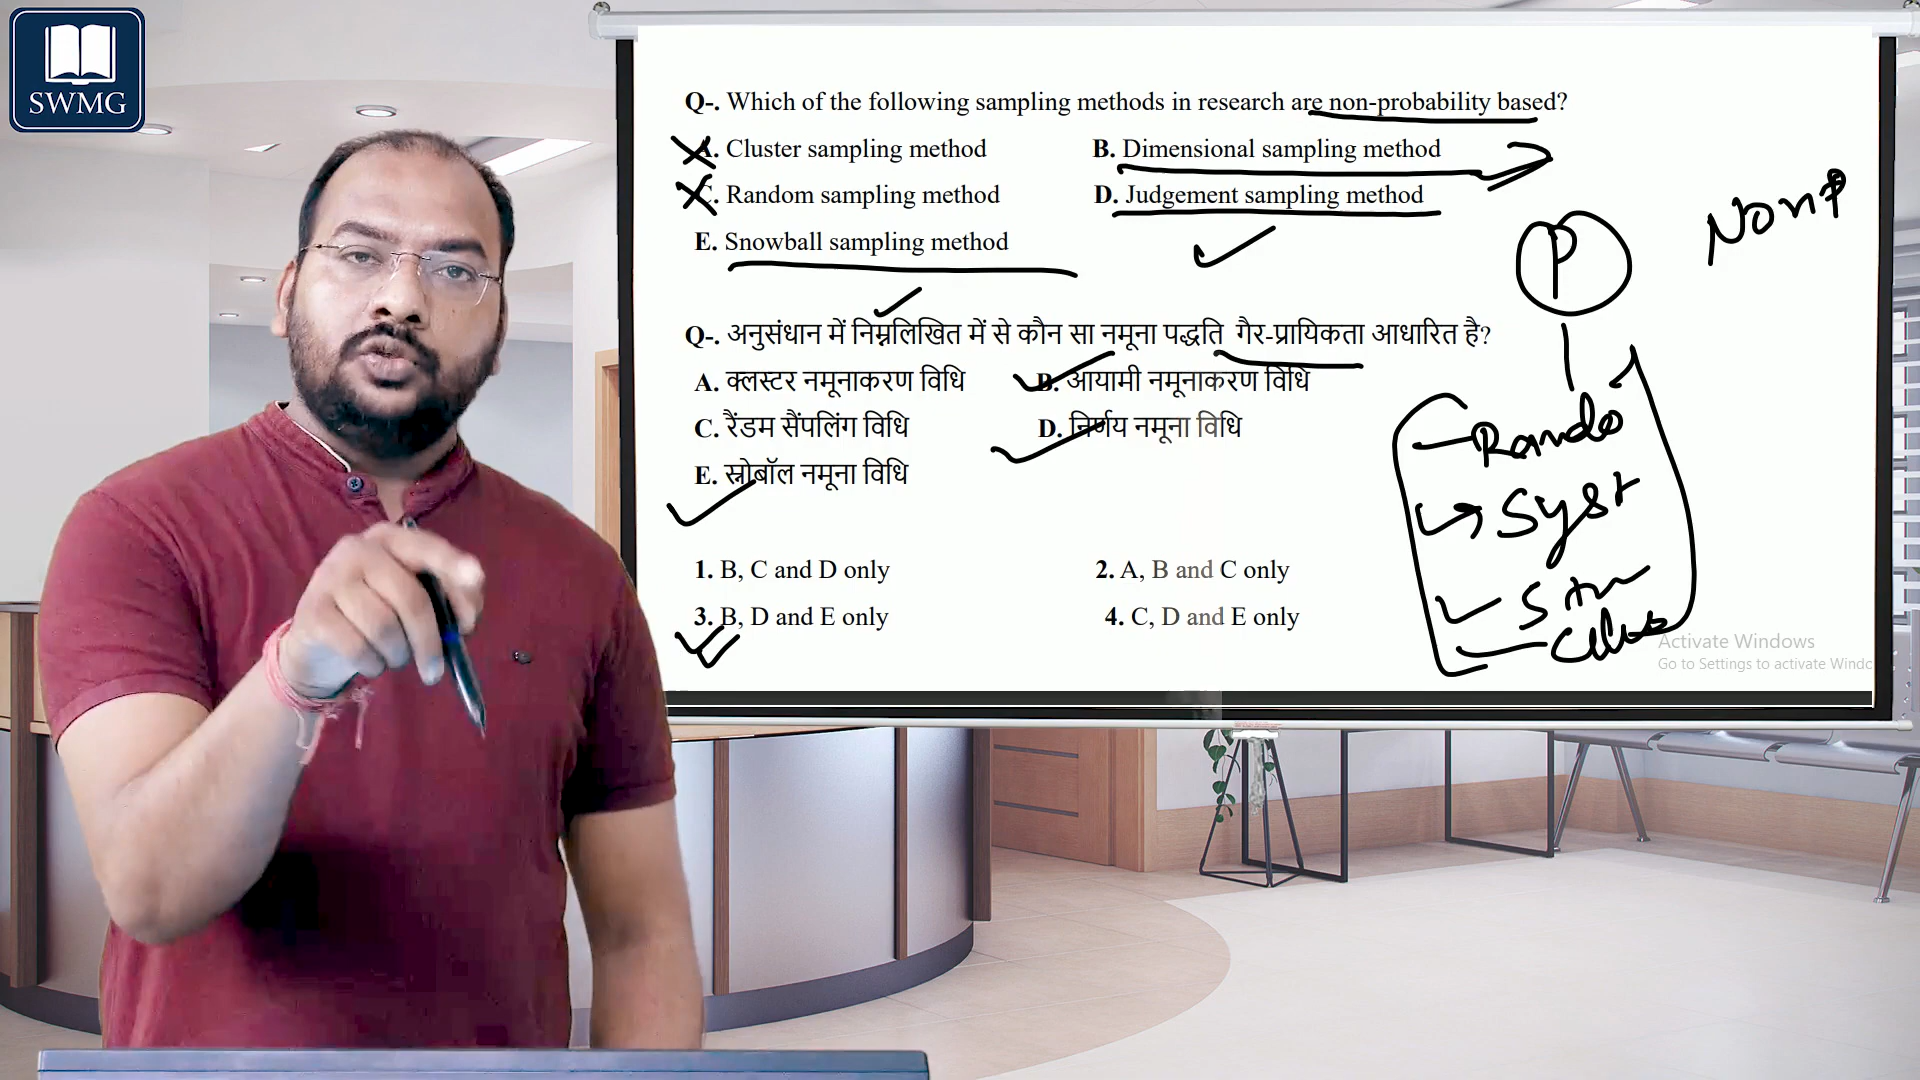 SWMG
Q-. Which of the following sampling methods in research are non-probability based?
A. Cluster sampling method B. Dimensional sampling method
C. Random sampling method D. Judgement sampling method
E. Snowball sampling method
Non P
P
Q-. अनुसंधान में निम्नलिखित में से कौन सा नमूना पद्धति गैर-प्रायिकता आधारित है?
A. क्लस्टर नमूनाकरण विधि B. आयामी नमूनाकरण विधि
C. रैंडम सैंपलिंग विधि D. निर्णय नमूना विधि
E. स्नोबॉल नमूना विधि
Rando
Syst
1. B, C and D only 2. A, B and C only
3. B, D and E only 4. C, D and E only
Activate Windows
Go to Settings to activate Windc